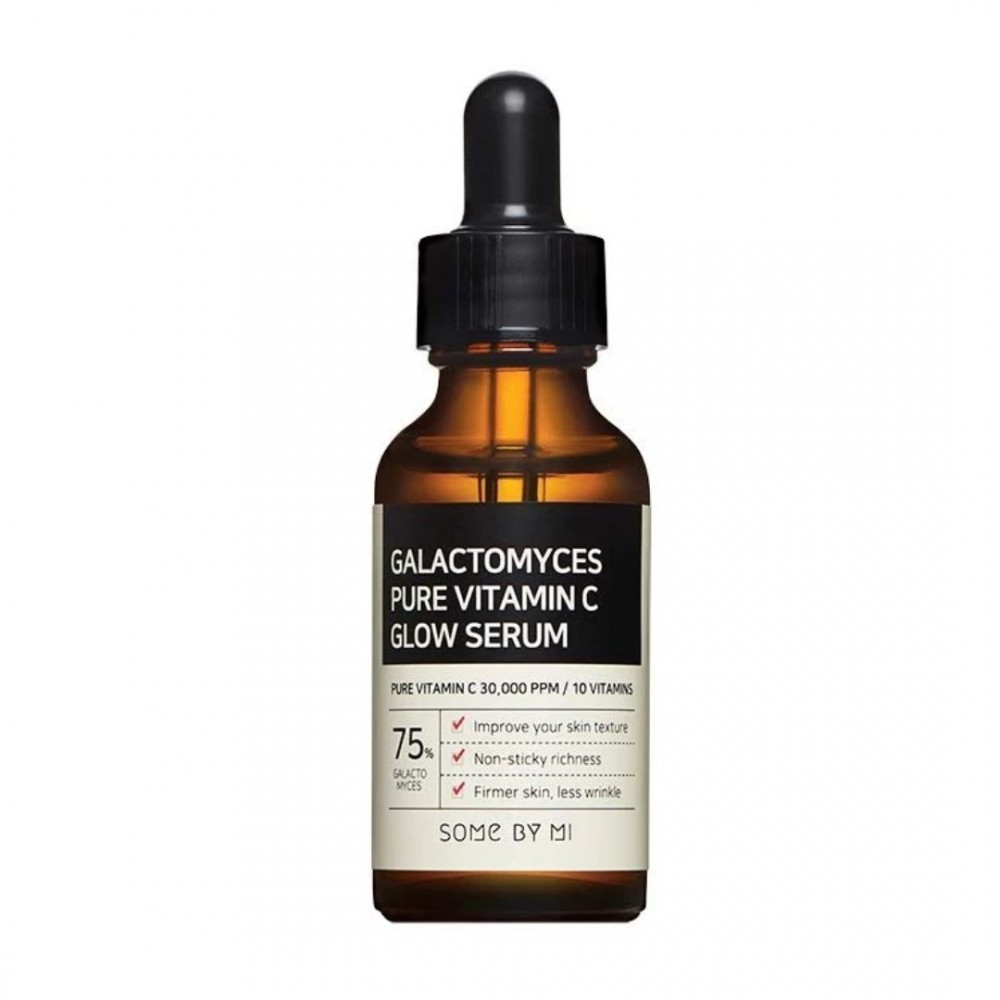 GALACTOMYCES
PURE VITAMIN C
GLOW SERUM
PURE VITAMIN C 30,000 PPM / 10 VITAMINS
75%
GALACTO
MYCES
Improve your skin texture
Non-sticky richness
Firmer skin, less wrinkle
SOME BY MI